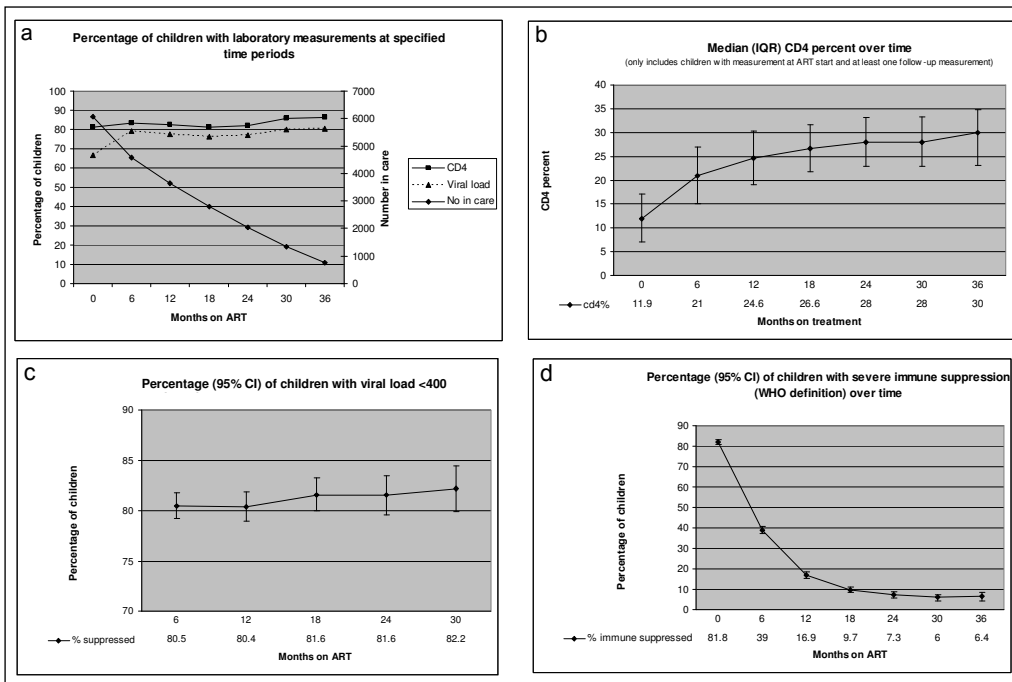 a
Percentage of children with laboratory measurements at specified
time periods
100
90
80
70
60
50
40
30
20
10
0
7000
6000
5000
4000
3000
2000
1000
0
0 6 12 18 24 30 36
Percentage of children
Number in care
Months on ART
CD4
Viral load
No in care
b
Median (IQR) CD4 percent over time
(only includes children with measurement at ART start and at least one follow-up measurement)
40
35
30
25
20
15
10
5
0
CD4 percent
0 6 12 18 24 30 36
cd4% 11.9 21 24.6 26.6 28 28 30
Months on treatment
c
Percentage (95% CI) of children with viral load <400
90
85
80
75
70
Percentage of children
6 12 18 24 30
% suppressed 80.5 80.4 81.6 81.6 82.2
Months on ART
d
Percentage (95% CI) of children with severe immune suppression
(WHO definition) over time
90
80
70
60
50
40
30
20
10
0
Percentage of children
0 6 12 18 24 30 36
% immune suppressed 81.8 39 16.9 9.7 7.3 6 6.4
Months on ART